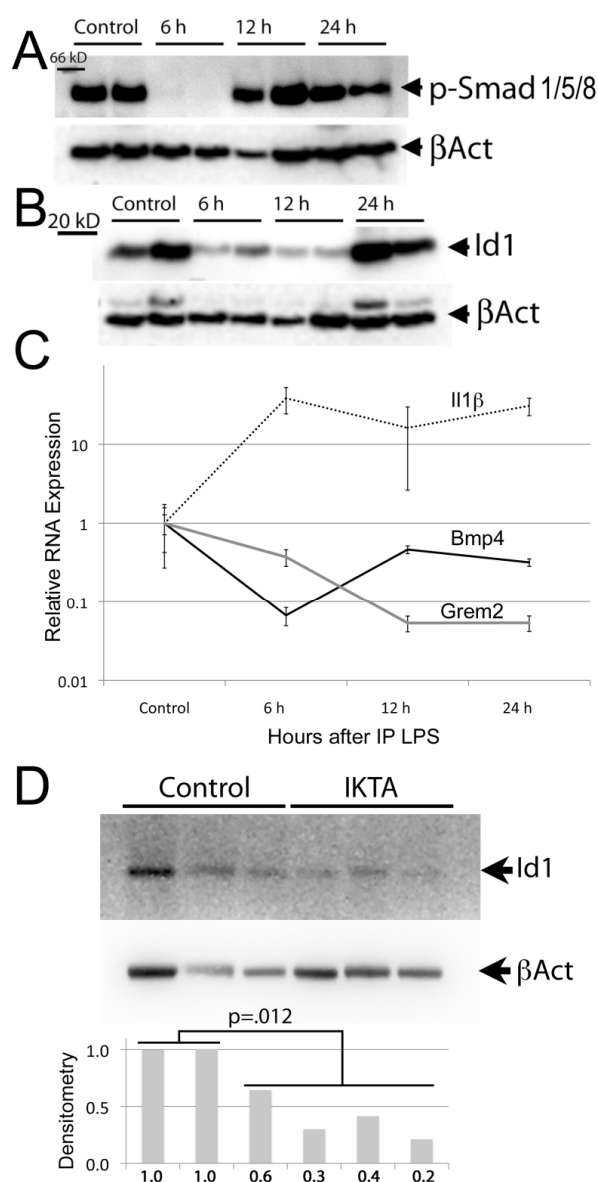 A
Control 6 h 12 h 24 h
66 kD
p-Smad 1/5/8
βAct
B
Control 6 h 12 h 24 h
20 kD
Id1
βAct
C
Relative RNA Expression
10
1
0.1
0.01
Il1β
Bmp4
Grem2
Control 6 h 12 h 24 h
Hours after IP LPS
D
Control IKTA
Id1
βAct
p=.012
Densitometry
1.0
0.5
0.0
1.0 1.0 0.6 0.3 0.4 0.2